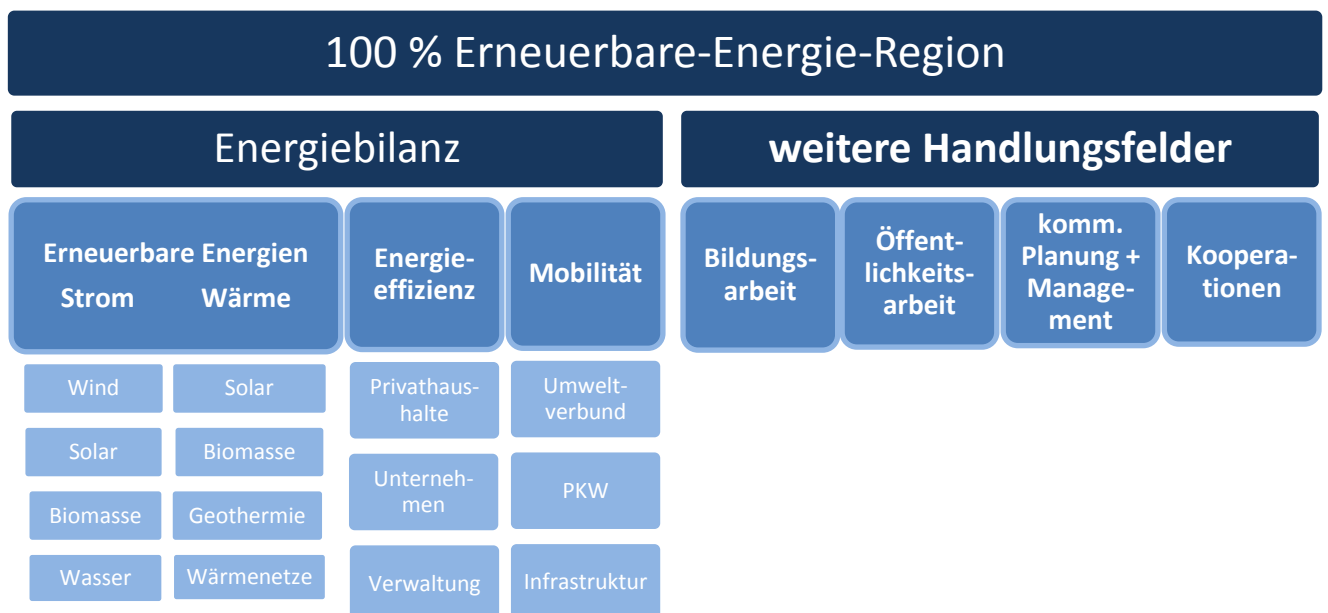 100 % Erneuerbare-Energie-Region
Energiebilanz
weitere Handlungsfelder
Erneuerbare Energien
Strom Wärme
Energie-
effizienz
Mobilität
Bildungs-
arbeit
Öffent-
lichkeits-
arbeit
komm.
Planung +
Manage-
ment
Koopera-
tionen
Wind
Solar
Biomasse
Wasser
Solar
Biomasse
Geothermie
Wärmenetze
Privathaus-
halte
Unterneh-
men
Verwaltung
Umwelt-
verbund
PKW
Infrastruktur